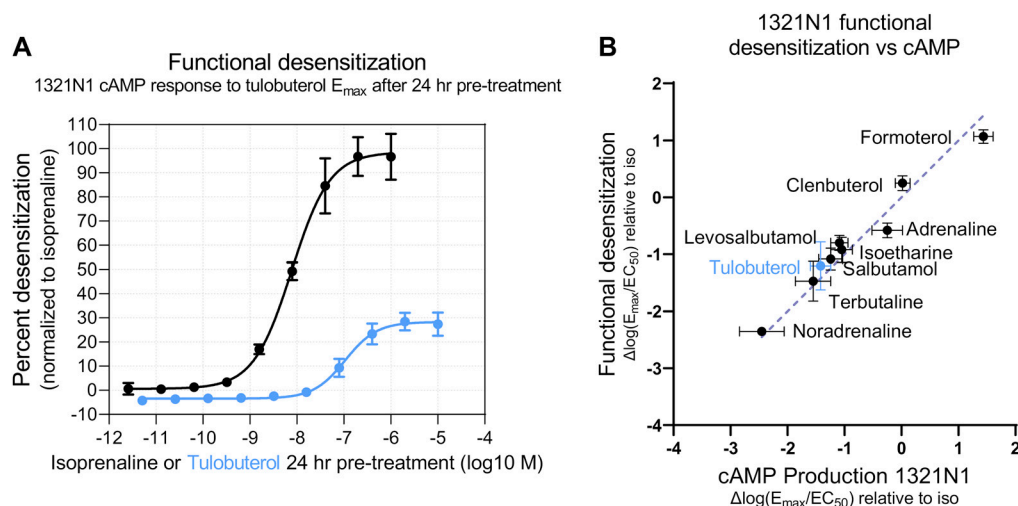 A
Functional desensitization
1321N1 cAMP response to tulobuterol Emax after 24 hr pre-treatment
Percent desensitization
(normalized to isoprenaline)
110
100
90
80
70
60
50
40
30
20
10
0
-10
-12 -11 -10 -9 -8 -7 -6 -5 -4
Isoprenaline or Tulobuterol 24 hr pre-treatment (log10 M)
B
1321N1 functional
desensitization vs cAMP
Functional desensitization
Δlog(Emax/EC50) relative to iso
2
1
0
-1
-2
-3
-4
Formoterol
Clenbuterol
Adrenaline
Levosalbutamol
Isoetharine
Tulobuterol
Salbutamol
Terbutaline
Noradrenaline
-4 -3 -2 -1 0 1 2
cAMP Production 1321N1
Δlog(Emax/EC50) relative to iso